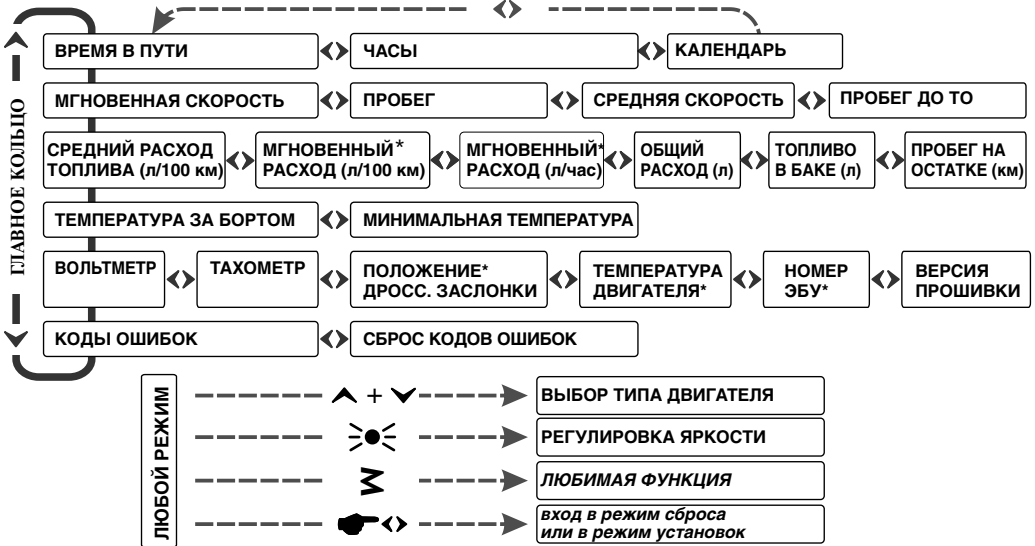 ГЛАВНОЕ КОЛЬЦО
ВРЕМЯ В ПУТИ
ЧАСЫ
КАЛЕНДАРЬ
МГНОВЕННАЯ СКОРОСТЬ
ПРОБЕГ
СРЕДНЯЯ СКОРОСТЬ
ПРОБЕГ ДО ТО
СРЕДНИЙ РАСХОД
ТОПЛИВА (л/100 км)
МГНОВЕННЫЙ*
РАСХОД (л/100 км)
МГНОВЕННЫЙ*
РАСХОД (л/час)
ОБЩИЙ
РАСХОД (л)
ТОПЛИВО
В БАКЕ (л)
ПРОБЕГ НА
ОСТАТКЕ (км)
ТЕМПЕРАТУРА ЗА БОРТОМ
МИНИМАЛЬНАЯ ТЕМПЕРАТУРА
ВОЛЬТМЕТР
ТАХОМЕТР
ПОЛОЖЕНИЕ*
ДРОСС. ЗАСЛОНКИ
ТЕМПЕРАТУРА
ДВИГАТЕЛЯ*
НОМЕР
ЭБУ*
ВЕРСИЯ
ПРОШИВКИ
КОДЫ ОШИБОК
СБРОС КОДОВ ОШИБОК
ЛЮБОЙ РЕЖИМ
+
ВЫБОР ТИПА ДВИГАТЕЛЯ
РЕГУЛИРОВКА ЯРКОСТИ
ЛЮБИМАЯ ФУНКЦИЯ
вход в режим сброса
или в режим установок